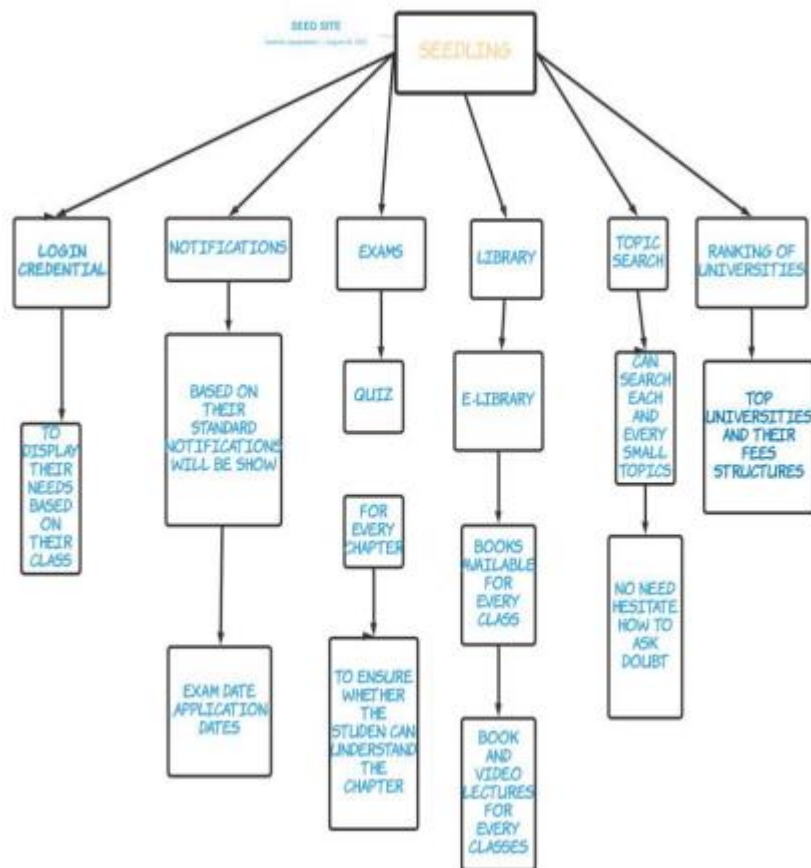 SEED SITE
SEEDLING
LOGIN
CREDENTIAL
TO
DISPLAY
THEIR
NEEDS
BASED
ON
THEIR
CLASS
NOTIFICATIONS
BASED ON
THEIR
STANDARD
NOTIFICATIONS
WILL BE SHOW
EXAM DATE
APPLICATION
DATES
EXAMS
QUIZ
FOR
EVERY
CHAPTER
TO ENSURE
WHETHER
THE
STUDEN CAN
UNDERSTAND
THE
CHAPTER
LIBRARY
E-LIBRARY
BOOKS
AVAILABLE
FOR
EVERY
CLASS
BOOK
AND
VIDEO
LECTURES
FOR
EVERY
CLASSES
TOPIC
SEARCH
CAN
SEARCH
EACH
AND
EVERY
SMALL
TOPICS
NO NEED
HESITATE
HOW TO
ASK
DOUBT
RANKING OF
UNIVERSITIES
TOP
UNIVERSITIES
AND THEIR
FEES
STRUCTURES